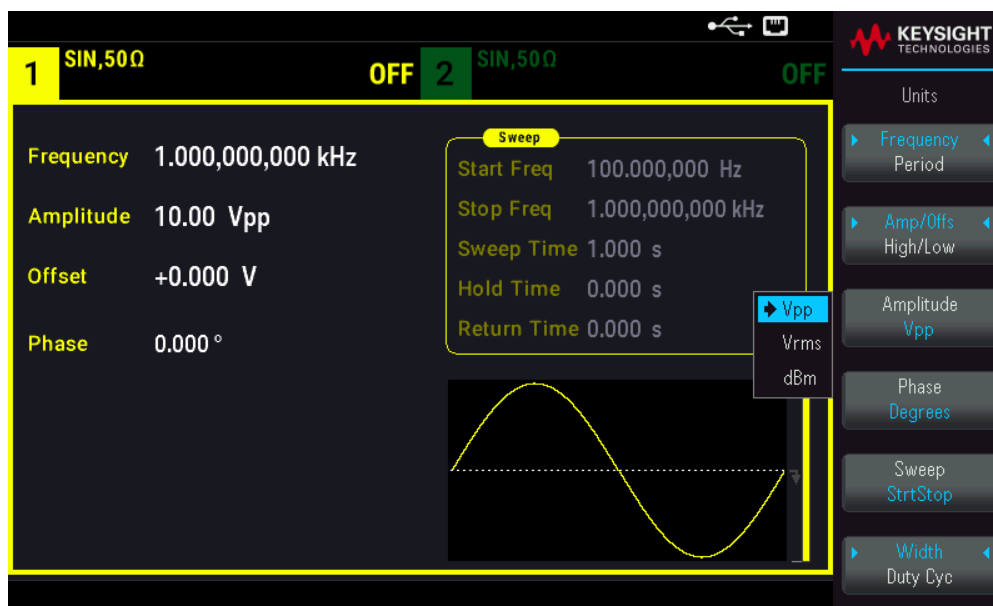 KEYSIGHT
TECHNOLOGIES
1 SIN,50Ω OFF
2 SIN,50Ω OFF
Frequency 1.000,000,000 kHz
Amplitude 10.00 Vpp
Offset +0.000 V
Phase 0.000 °
Sweep
Start Freq 100.000,000 Hz
Stop Freq 1.000,000,000 kHz
Sweep Time 1.000 s
Hold Time 0.000 s
Return Time 0.000 s
Vpp
Vrms
dBm
Units
Frequency
Period
Amp/Offs
High/Low
Amplitude
Vpp
Phase
Degrees
Sweep
StrtStop
Width
Duty Cyc